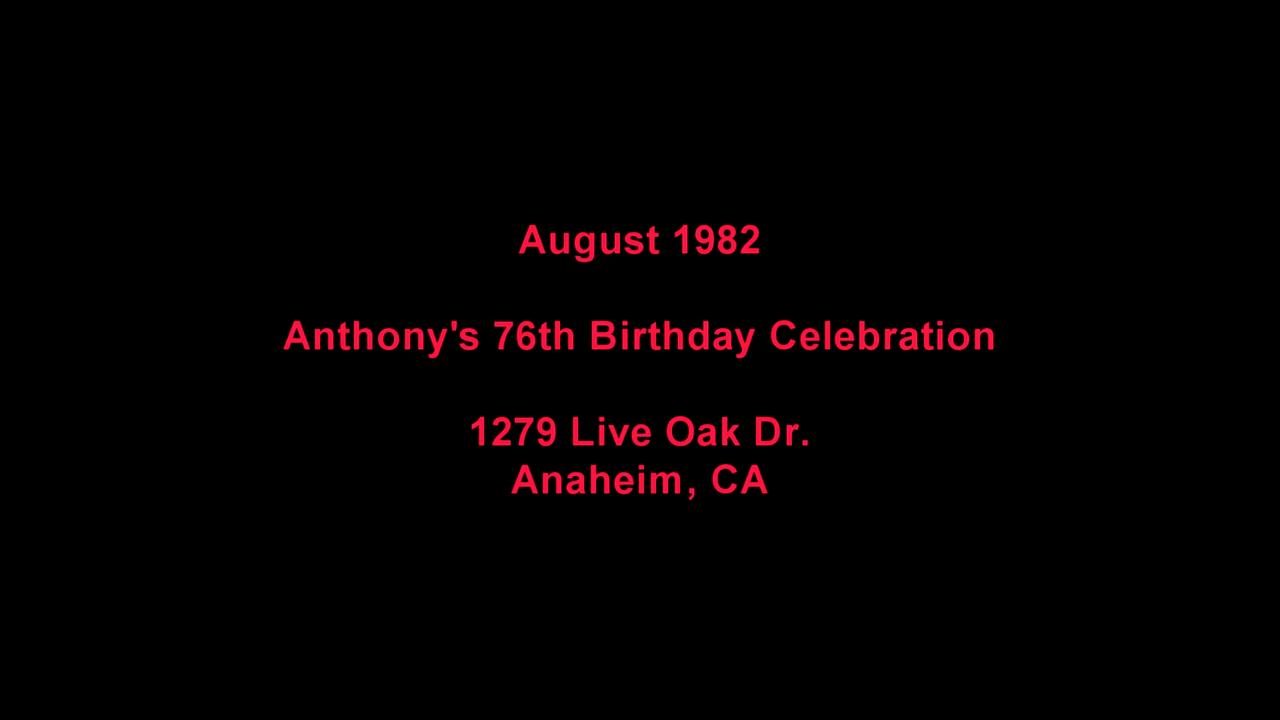 August 1982
Anthony's 76th Birthday Celebration
1279 Live Oak Dr.
Anaheim, CA